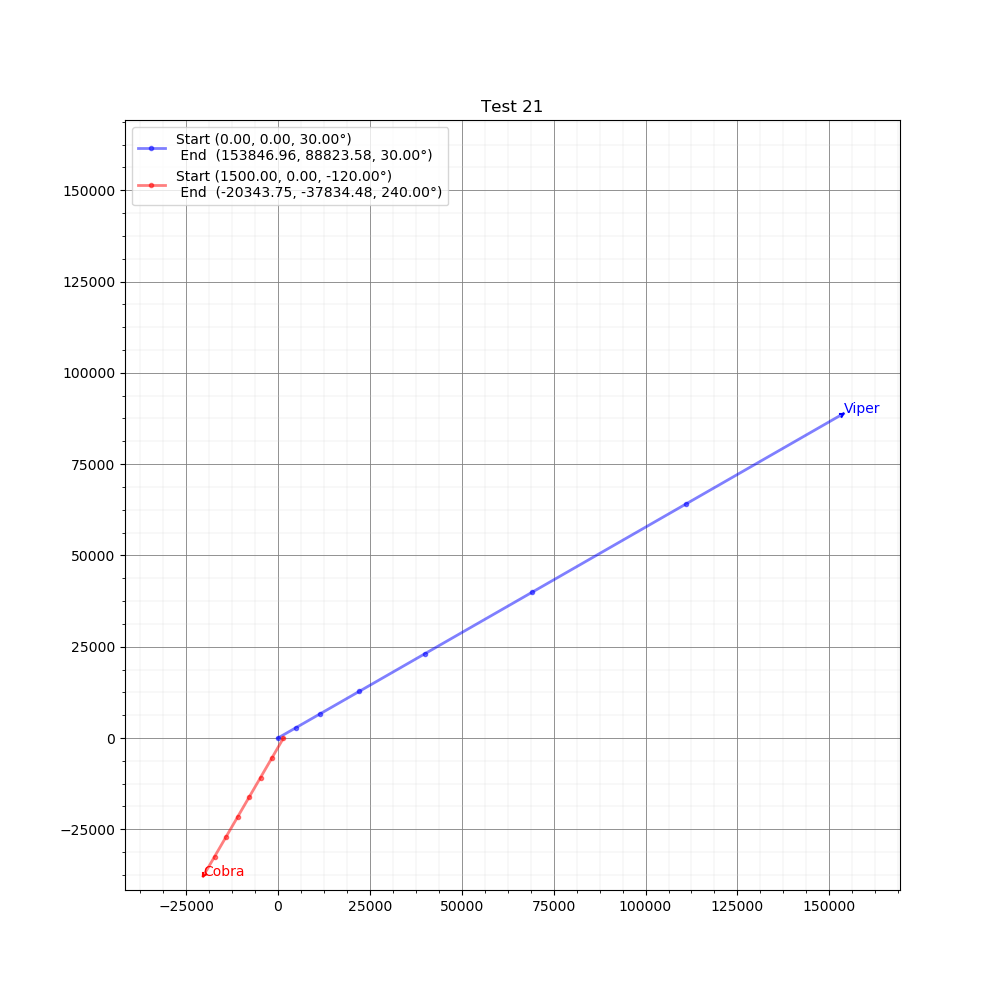 Test 21
Start (0.00, 0.00, 30.00°)
End  (153846.96, 88823.58, 30.00°)
Start (1500.00, 0.00, -120.00°)
End  (-20343.75, -37834.48, 240.00°)
150000
125000
100000
75000
50000
25000
0
−25000
Viper
Cobra
−25000 0 25000 50000 75000 100000 125000 150000